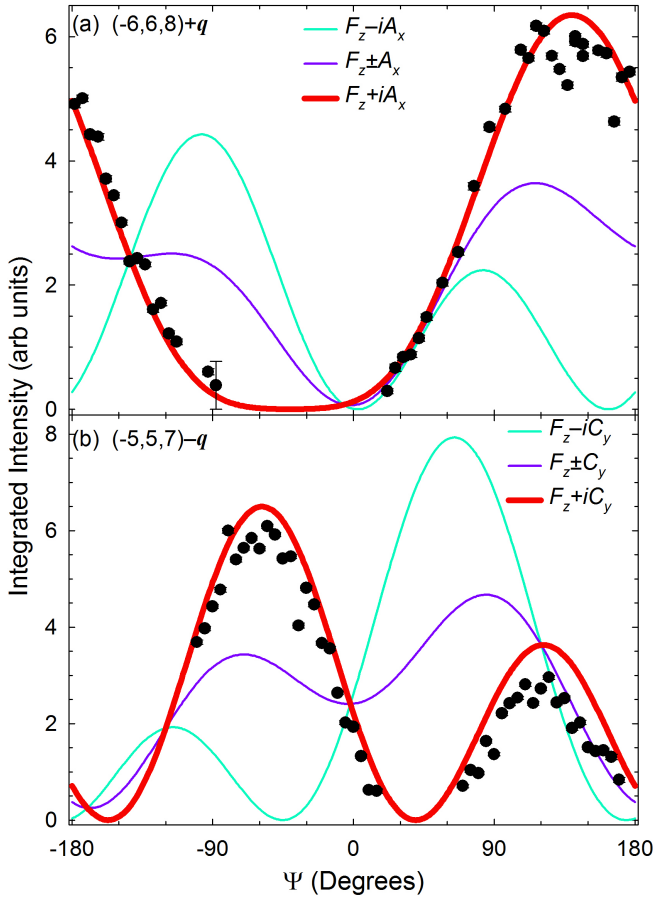 (a) (-6,6,8)+q
Fz–iAx
Fz±Ax
Fz+iAx
6
4
2
0
Integrated Intensity (arb units)
(b) (-5,5,7)–q
Fz–iCy
Fz±Cy
Fz+iCy
8
6
4
2
0
-180 -90 0 90 180
Ψ (Degrees)